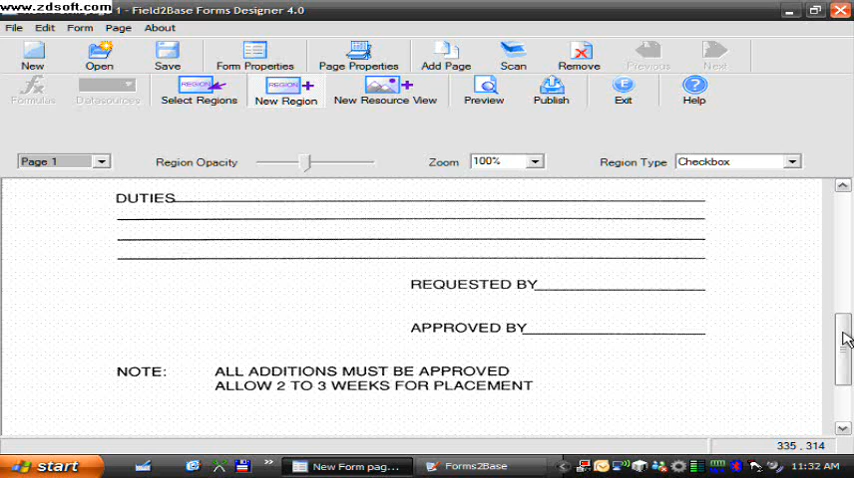 www.zdsoft.com page 1 - Field2Base Forms Designer 4.0
File Edit Form Page About
New Open Save Form Properties Page Properties Add Page Scan Remove Previous Next
Formulas Datasources Select Regions New Region New Resource View Preview Publish Exit Help
Page 1 Region Opacity Zoom 100% Region Type Checkbox
DUTIES
REQUESTED BY
APPROVED BY
NOTE: ALL ADDITIONS MUST BE APPROVED
ALLOW 2 TO 3 WEEKS FOR PLACEMENT
335 , 314
start New Form pag... Forms2Base 11:32 AM